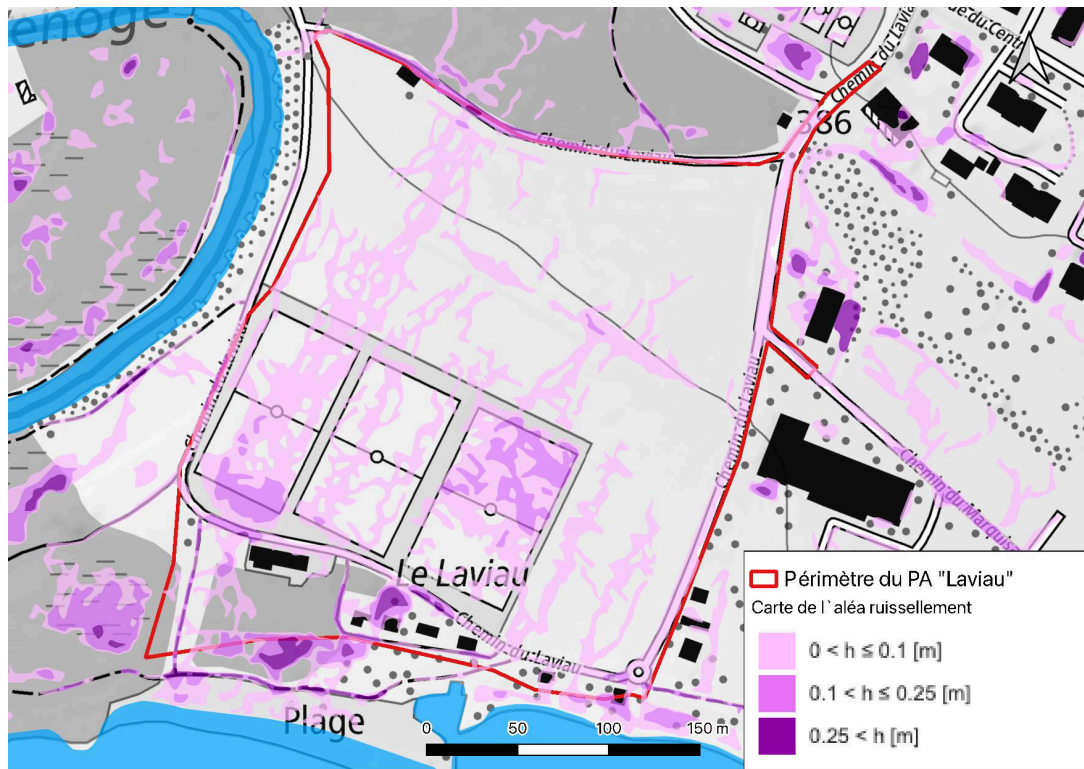 enoge
Chemin du Laviau
ue du Centr
386
Chemin du Laviau
Chemin du Laviau
Chemin du Laviau
Chemin du Marquis
Le Laviau
Chemin du Laviau
Plage
0 50 100 150 m
Périmètre du PA "Laviau"
Carte de l`aléa ruissellement
0 < h ≤ 0.1 [m]
0.1 < h ≤ 0.25 [m]
0.25 < h [m]